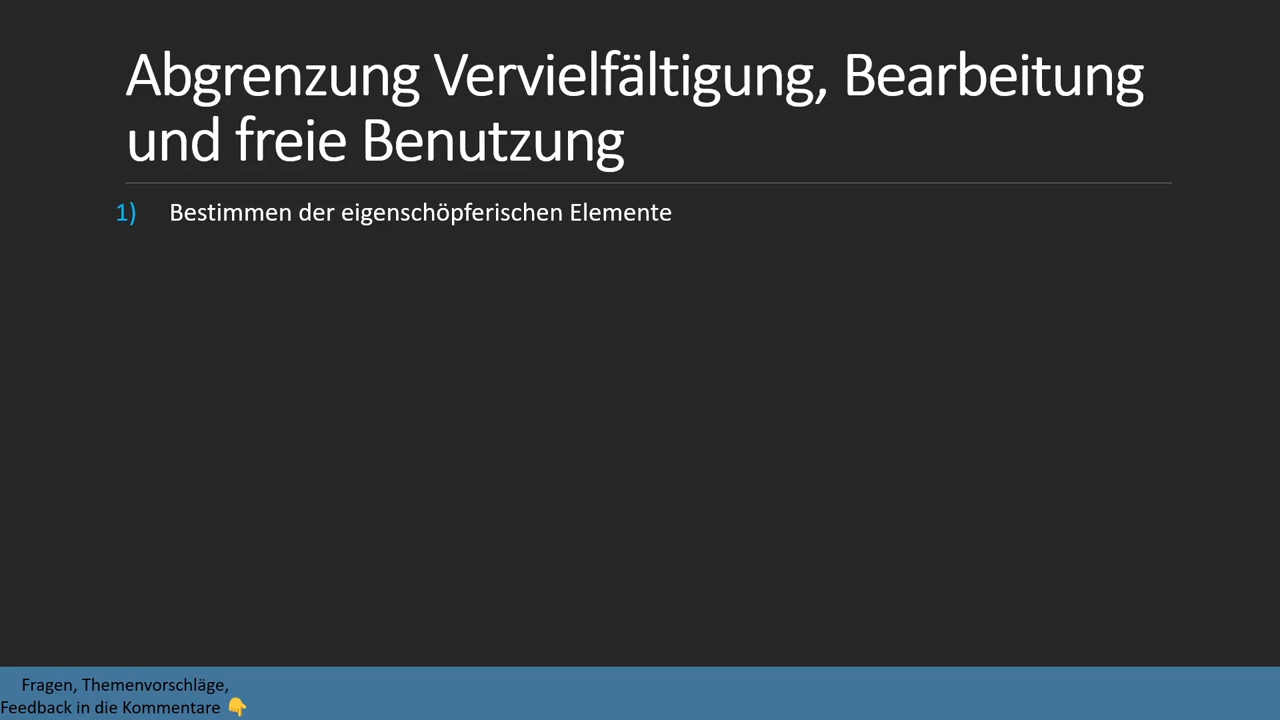 Abgrenzung Vervielfältigung, Bearbeitung
und freie Benutzung
1) Bestimmen der eigenschöpferischen Elemente
Fragen, Themenvorschläge,
Feedback in die Kommentare 👇